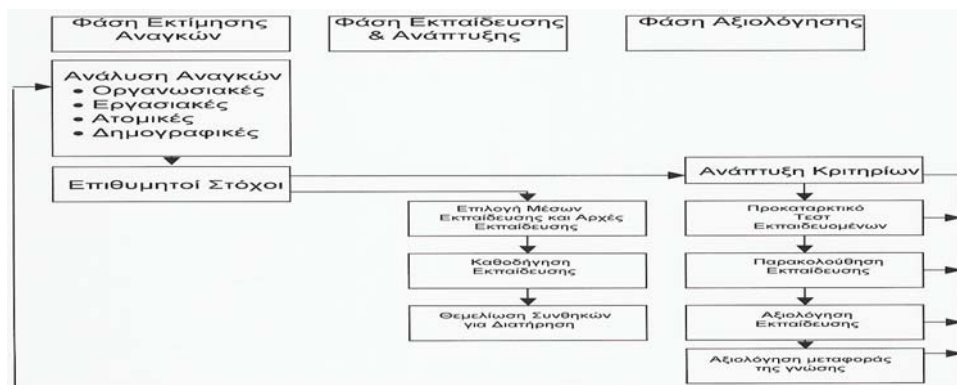 Φάση Εκτίμησης
Αναγκών
Φάση Εκπαίδευσης
& Ανάπτυξης
Φάση Αξιολόγησης
Ανάλυση Αναγκών
• Οργανωσιακές
• Εργασιακές
• Ατομικές
• Δημογραφικές
Επιθυμητοί Στόχοι
Ανάπτυξη Κριτηρίων
Επιλογή Μέσων
Εκπαίδευσης και Αρχές
Εκπαίδευσης
Προκαταρκτικό
Τεστ
Εκπαιδευομένων
Καθοδήγηση
Εκπαίδευσης
Παρακολούθηση
Εκπαίδευσης
Θεμελίωση Συνθηκών
για Διατήρηση
Αξιολόγηση
Εκπαίδευσης
Αξιολόγηση μεταφοράς
της γνώσης